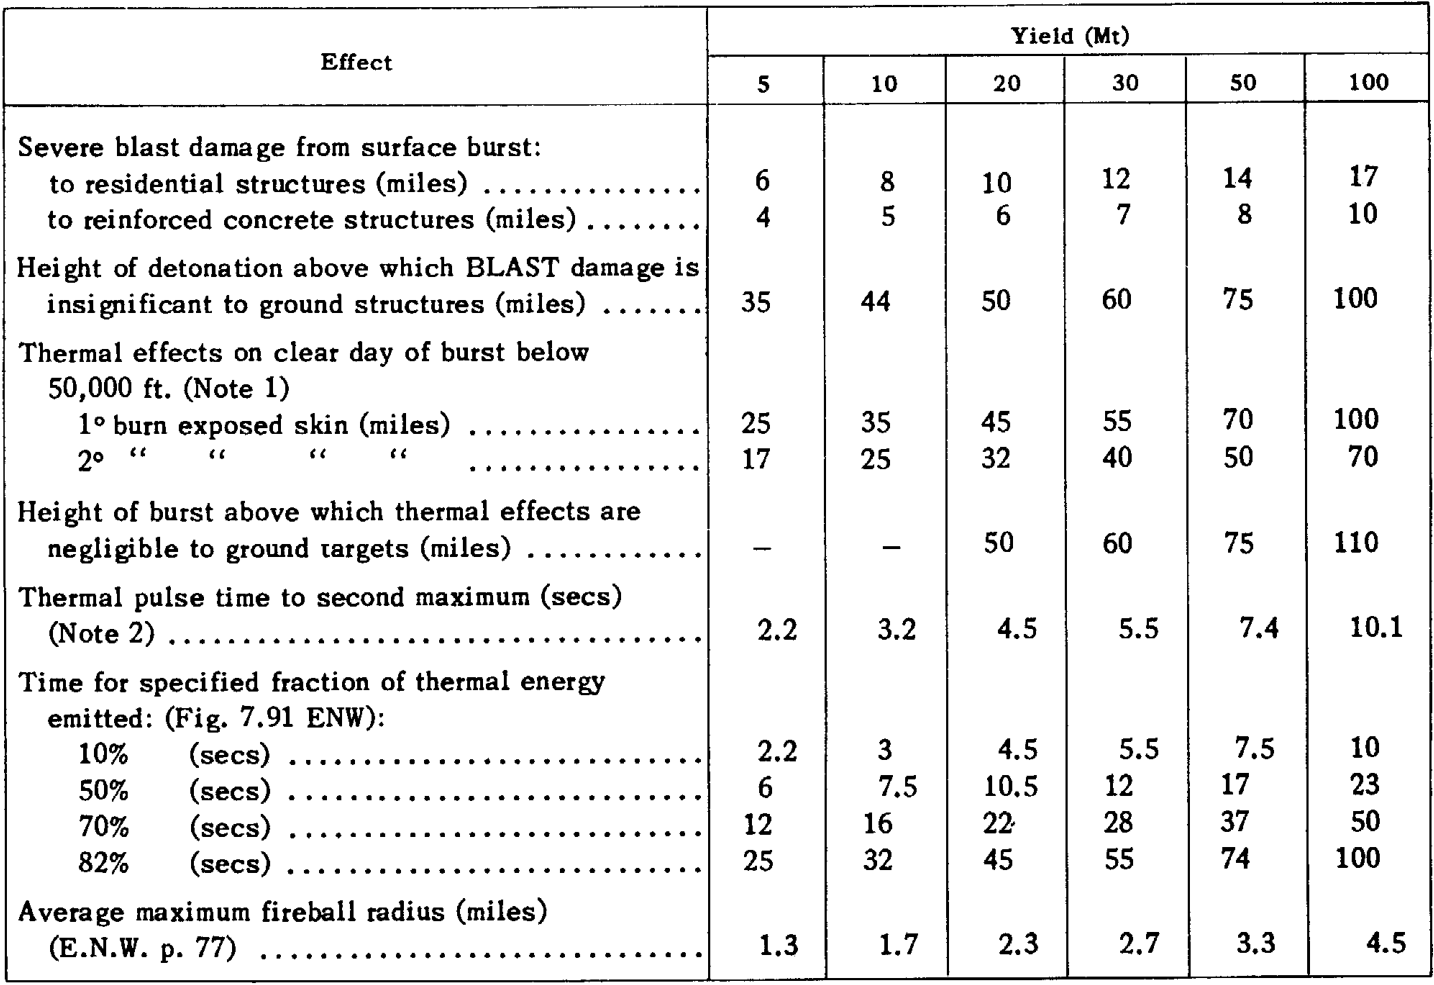 Effect
Yield (Mt)
5 10 20 30 50 100
Severe blast damage from surface burst:
to residential structures (miles) ............... 6 8 10 12 14 17
to reinforced concrete structures (miles) ........ 4 5 6 7 8 10
Height of detonation above which BLAST damage is
insignificant to ground structures (miles) ....... 35 44 50 60 75 100
Thermal effects on clear day of burst below
50,000 ft. (Note 1)
1° burn exposed skin (miles) ................ 25 35 45 55 70 100
2° “ “ “ “ ................ 17 25 32 40 50 70
Height of burst above which thermal effects are
negligible to ground targets (miles) ............ – – 50 60 75 110
Thermal pulse time to second maximum (secs)
(Note 2) .................................. 2.2 3.2 4.5 5.5 7.4 10.1
Time for specified fraction of thermal energy
emitted: (Fig. 7.91 ENW):
10% (secs) ............................ 2.2 3 4.5 5.5 7.5 10
50% (secs) ............................ 6 7.5 10.5 12 17 23
70% (secs) ............................ 12 16 22 28 37 50
82% (secs) ............................ 25 32 45 55 74 100
Average maximum fireball radius (miles)
(E.N.W. p. 77) ............................. 1.3 1.7 2.3 2.7 3.3 4.5